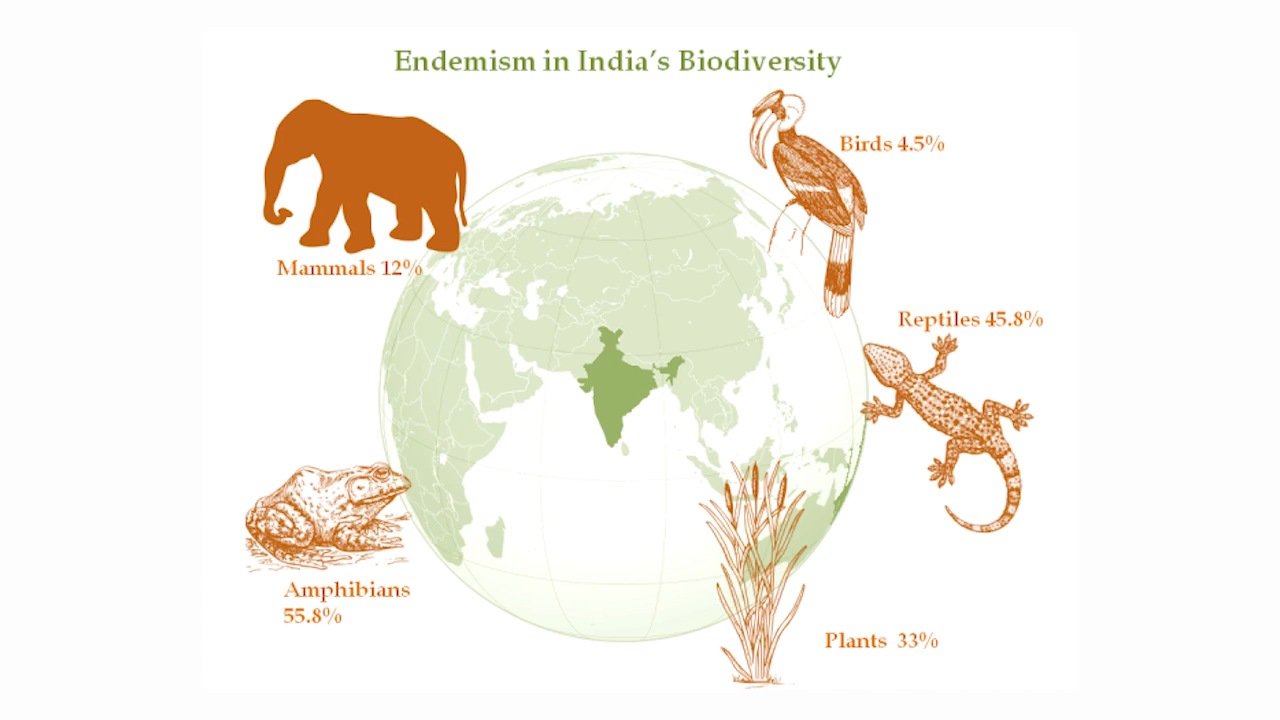 Endemism in India's Biodiversity
Birds 4.5%
Mammals 12%
Reptiles 45.8%
Amphibians
55.8%
Plants 33%